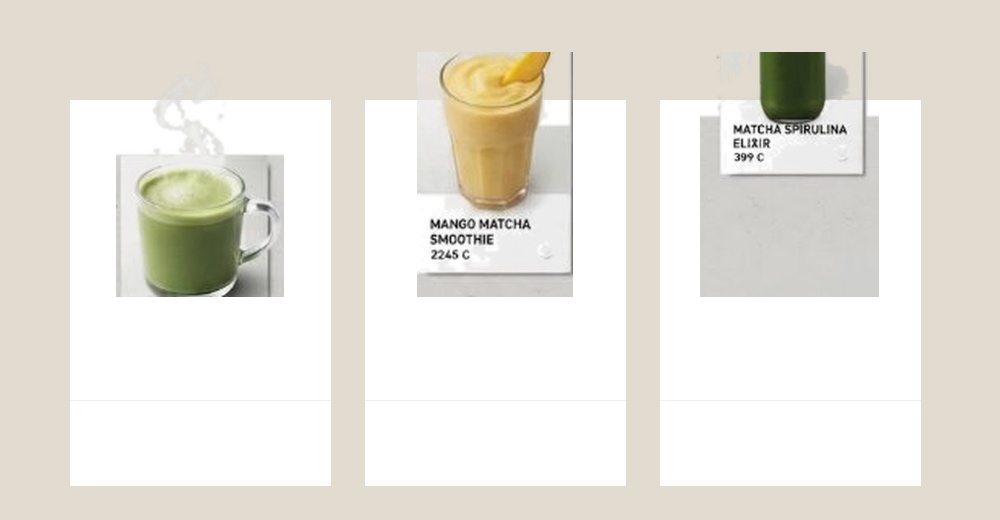 MANGO MATCHA
SMOOTHIE
2245 C
MATCHA SPIRULINA
ELIXIR
399 C